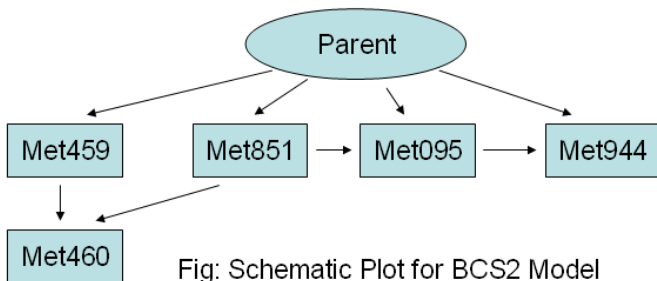 Parent
Met459
Met851
Met095
Met944
Met460
Fig: Schematic Plot for BCS2 Model